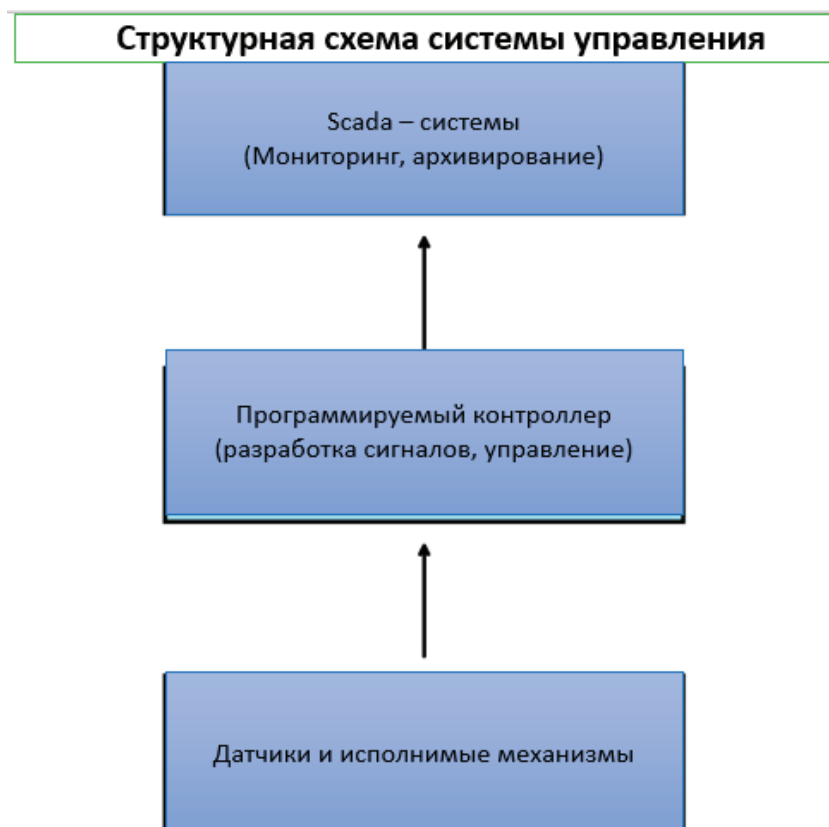 Структурная схема системы управления
Scada – системы
(Мониторинг, архивирование)
Программируемый контроллер
(разработка сигналов, управление)
Датчики и исполнимые механизмы